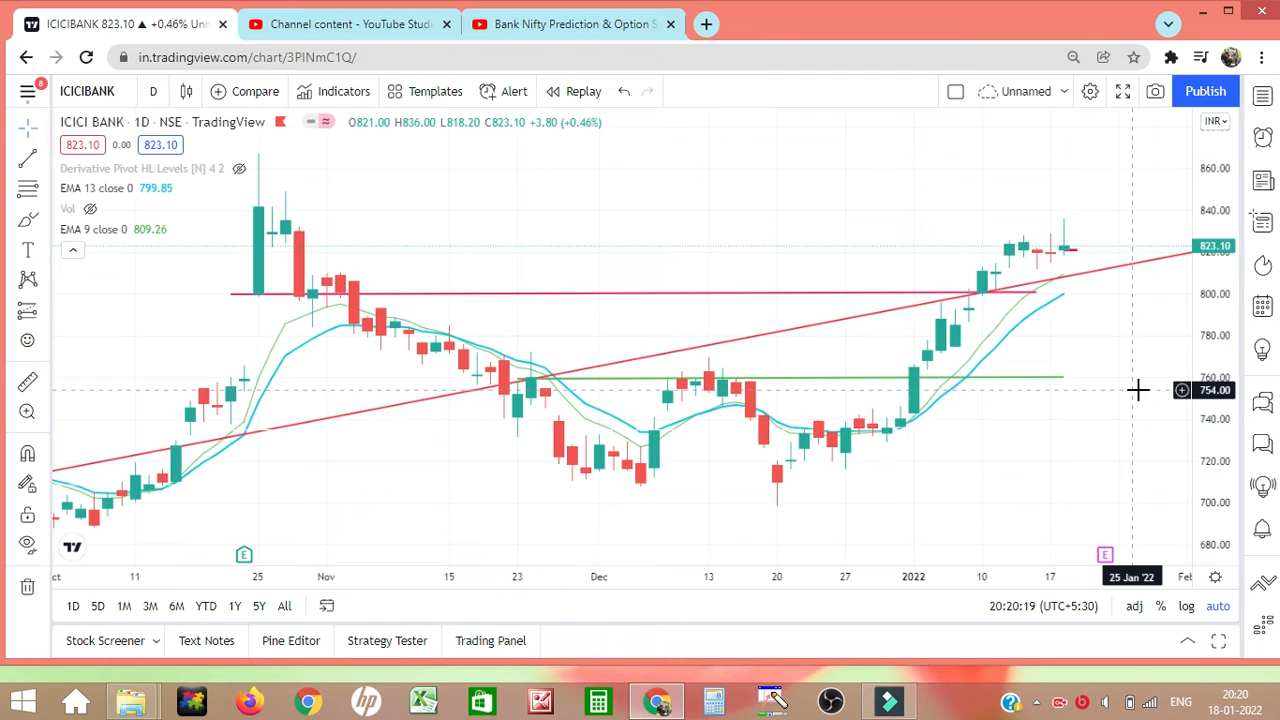 ICICIBANK 823.10 ▲ +0.46% Unn
Channel content - YouTube Studi
Bank Nifty Prediction & Option S
in.tradingview.com/chart/3PlNmC1Q/
8
ICICIBANK
D
Compare
Indicators
Templates
Alert
Replay
Unnamed
Publish
ICICI BANK · 1D · NSE · TradingView
O821.00 H836.00 L818.20 C823.10 +3.80 (+0.46%)
INR
823.10 0.00 823.10
Derivative Pivot HL Levels [N] 4 2
EMA 13 close 0 799.85
Vol
EMA 9 close 0 809.26
860.00
840.00
823.10
800.00
780.00
760.00
754.00
740.00
720.00
700.00
680.00
E
E
ct 11 25 Nov 15 23 Dec 13 20 27 2022 10 17 25 Jan '22 Feb
1D 5D 1M 3M 6M YTD 1Y 5Y All
20:20:19 (UTC+5:30)
adj % log auto
Stock Screener
Text Notes
Pine Editor
Strategy Tester
Trading Panel
hp
ENG
20:20
18-01-2022